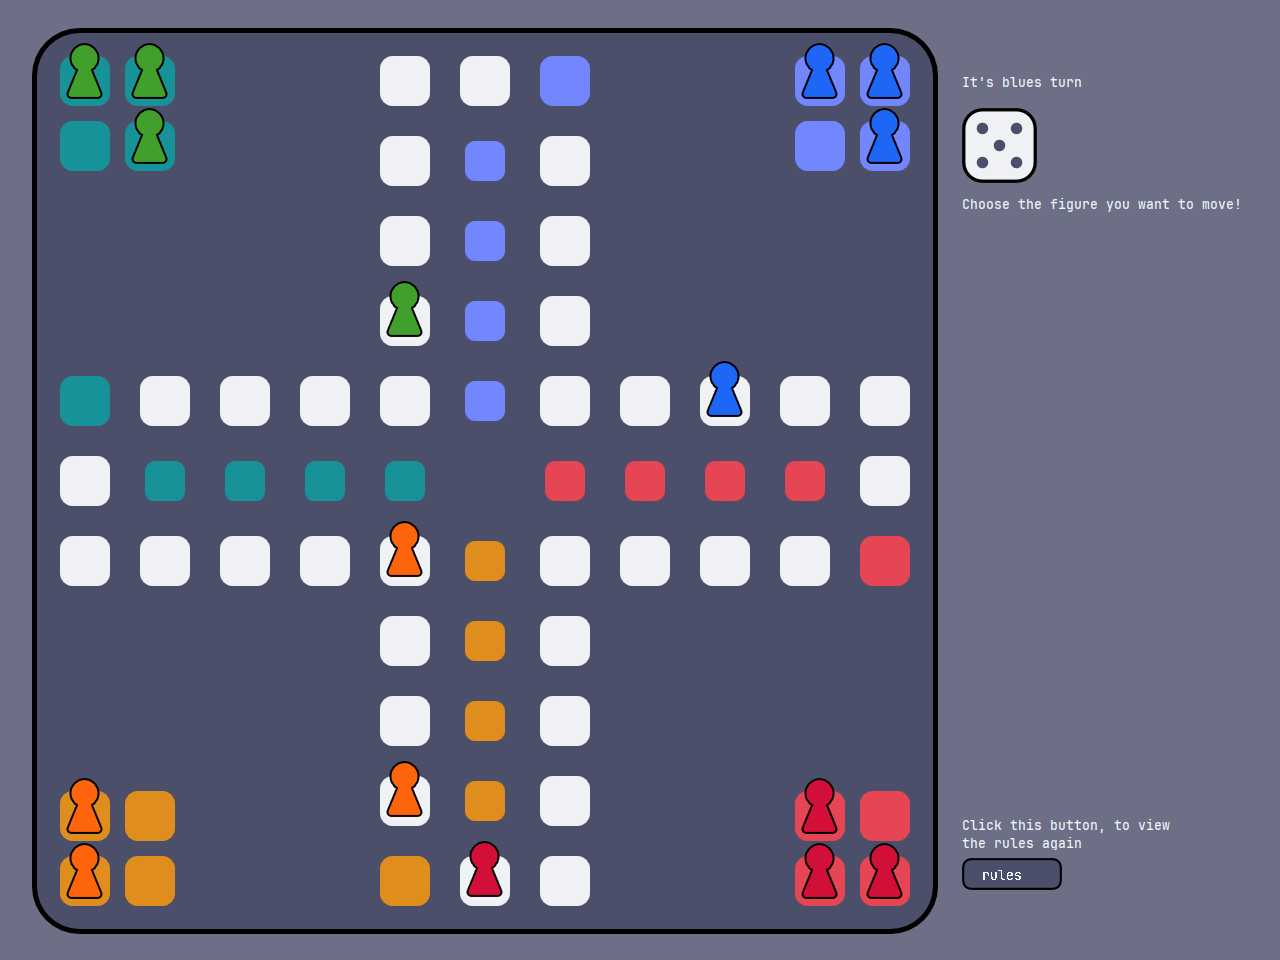 It's blues turn
Choose the figure you want to move!
Click this button, to view
the rules again
rules